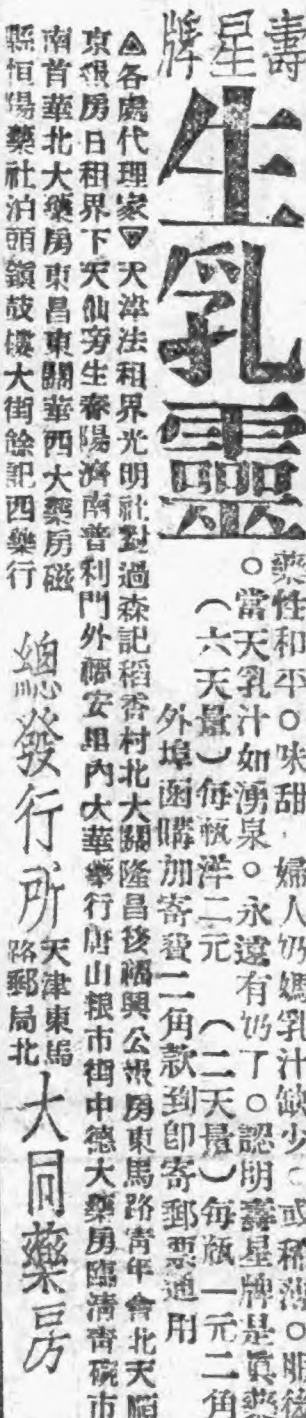 壽星牌
生乳靈
藥性和平○味甜．婦人奶媽乳汁缺少○或稀薄○服後
○當天乳汁如湧泉○永遠有奶了○認明壽星牌是眞藥
（六天量）每瓶洋二元　（二天量）每瓶一元二角
外埠函購加寄費二角款到卽寄郵票通用
▲各處代理家▼天津法租界光明社對過森記稻香村北大關隆昌後福興公報房東馬路靑年會北天順
京報房日租界下天仙旁生春陽濟南普利門外福安里內大華藥行唐山粮市街中德大藥房臨淸靑碗市
南首華北大藥房東昌東關華西大藥房磁
縣恒陽藥社泊頭鎭鼓樓大街餘記西藥行
總發行所
天津東馬
路郵局北
大同藥房